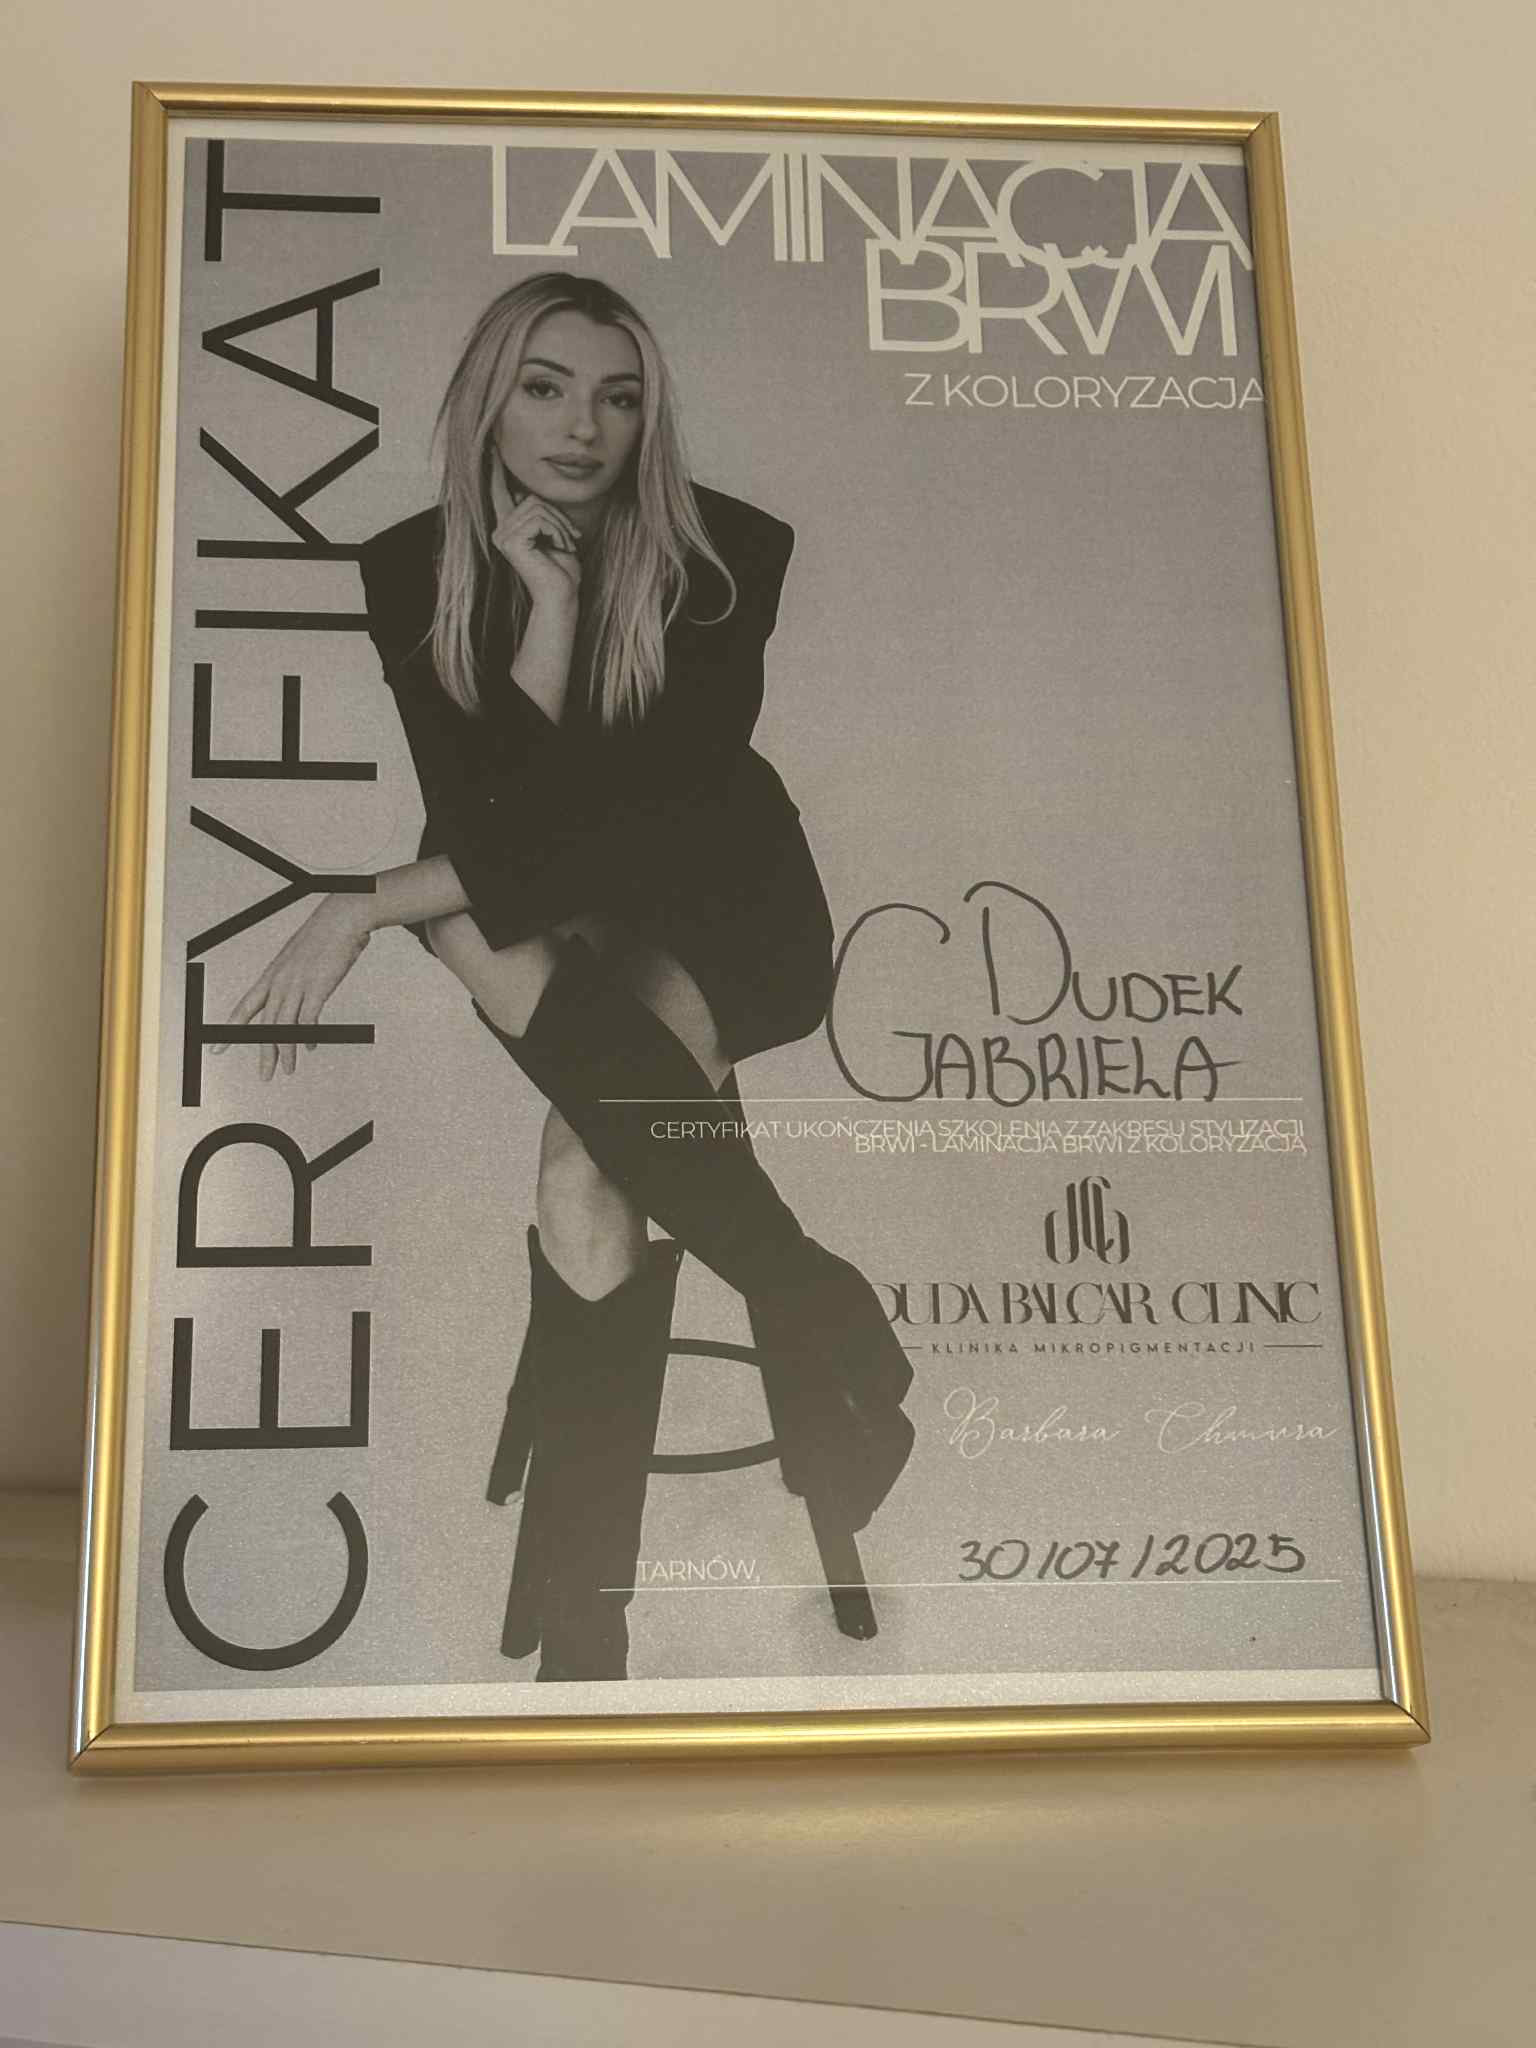 CERTYFIKAT
LAMINACJA
BRWI
Z KOLORYZACJA
DUDEK
GABRIELA
CERTYFIKAT UKOŃCZENIA SZKOLENIA Z ZAKRESU STYLIZACJI
BRWI - LAMINACJA BRWI Z KOLORYZACJĄ
DUDA BALCAR CLINIC
KLINIKA MIKROPIGMENTACJI
Barbara Chmura
TARNÓW, 30/07/2025